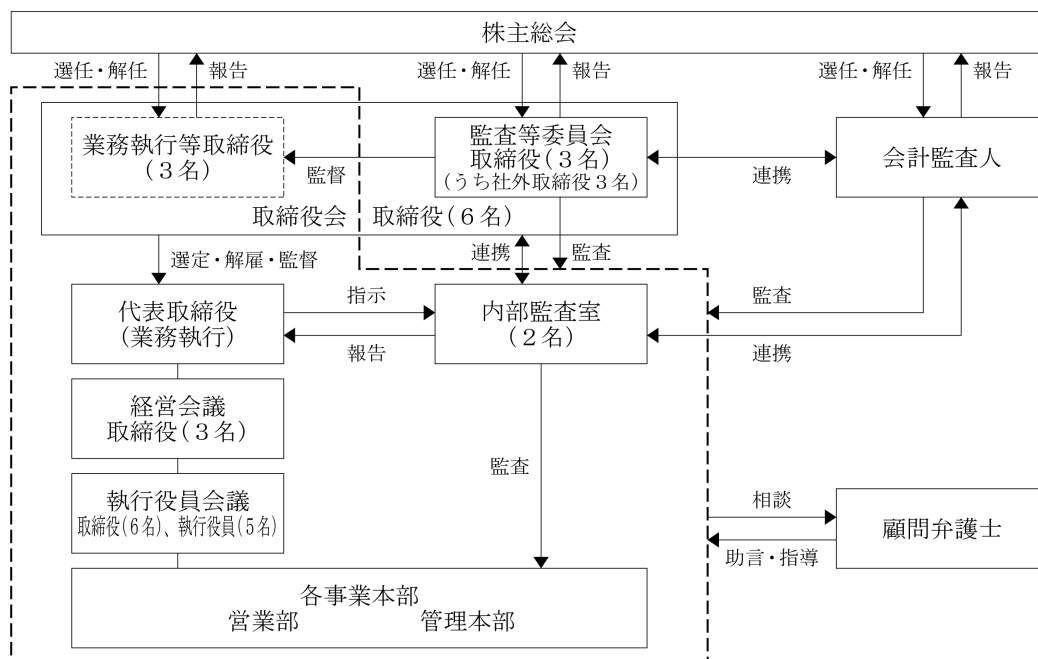 株主総会
選任・解任
報告
選任・解任
報告
選任・解任
報告
業務執行等取締役
(3名)
監督
監査等委員会
取締役(3名)
(うち社外取締役3名)
連携
会計監査人
取締役会 取締役(6名)
選定・解雇・監督
連携
監査
代表取締役
(業務執行)
指示
報告
内部監査室
(2名)
監査
連携
経営会議
取締役(3名)
監査
執行役員会議
取締役(6名)、執行役員(5名)
相談
助言・指導
顧問弁護士
各事業本部
営業部 管理本部